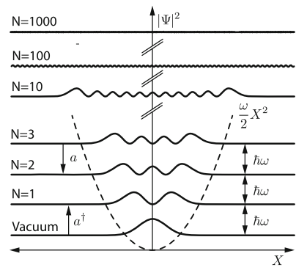 N=1000
|Ψ|²
N=100
N=10
ω/2 X²
N=3
a
ħω
N=2
ħω
N=1
a†
ħω
Vacuum
X